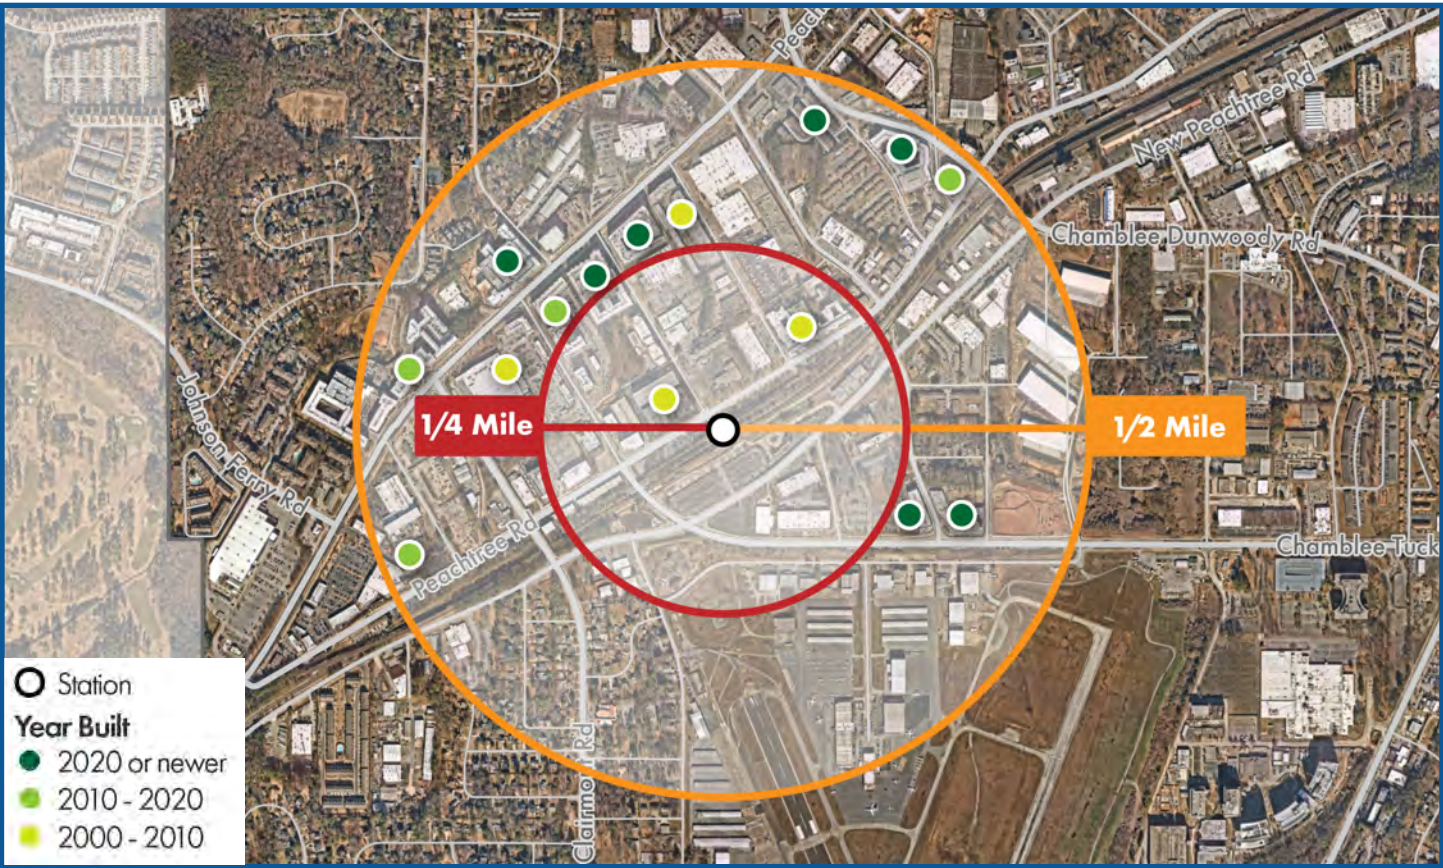 Peach
New Peachtree Rd
Chamblee Dunwoody Rd
Johnson Ferry Rd
1/4 Mile
1/2 Mile
Peachtree Rd
Chamblee Tuck
Clairmont Rd
Station
Year Built
2020 or newer
2010 - 2020
2000 - 2010